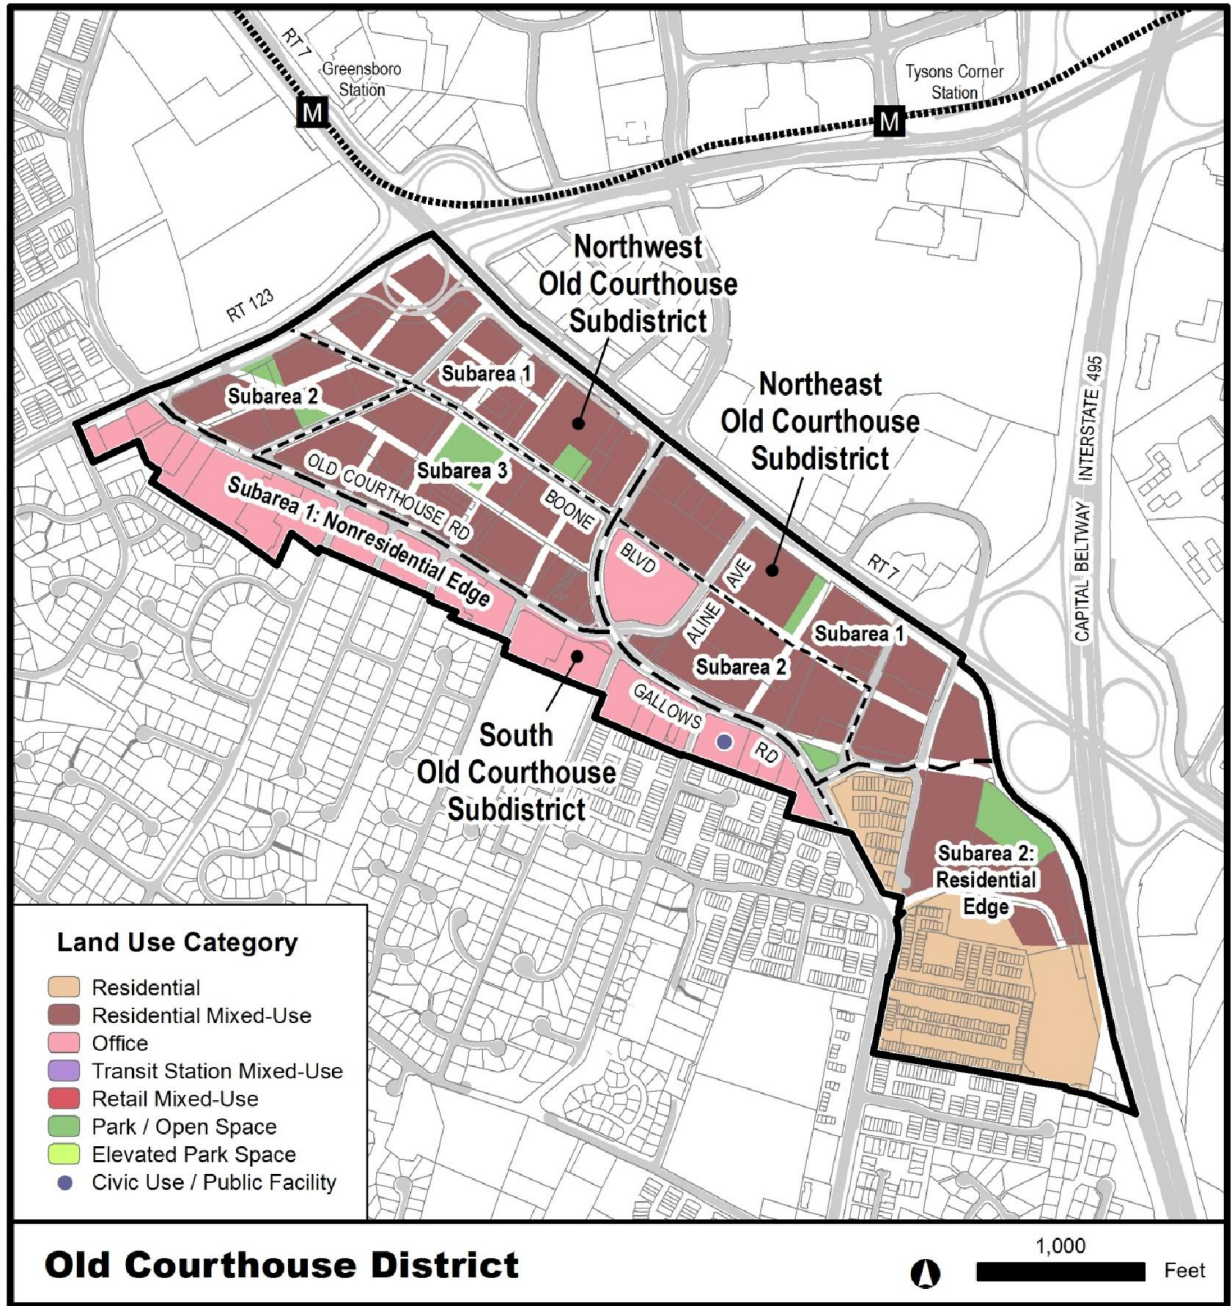 RT 7
Greensboro
Station
M
Tysons Corner
Station
M
RT 123
Northwest
Old Courthouse
Subdistrict
Subarea 1
Subarea 2
Northeast
Old Courthouse
Subdistrict
CAPITAL BELTWAY INTERSTATE 495
Subarea 3
OLD COURTHOUSE RD
BOONE
BLVD
Subarea 1: Nonresidential Edge
RT 7
ALINE AVE
Subarea 1
Subarea 2
GALLOWS RD
South
Old Courthouse
Subdistrict
Subarea 2:
Residential
Edge
Land Use Category
Residential
Residential Mixed-Use
Office
Transit Station Mixed-Use
Retail Mixed-Use
Park / Open Space
Elevated Park Space
Civic Use / Public Facility
Old Courthouse District
1,000
Feet